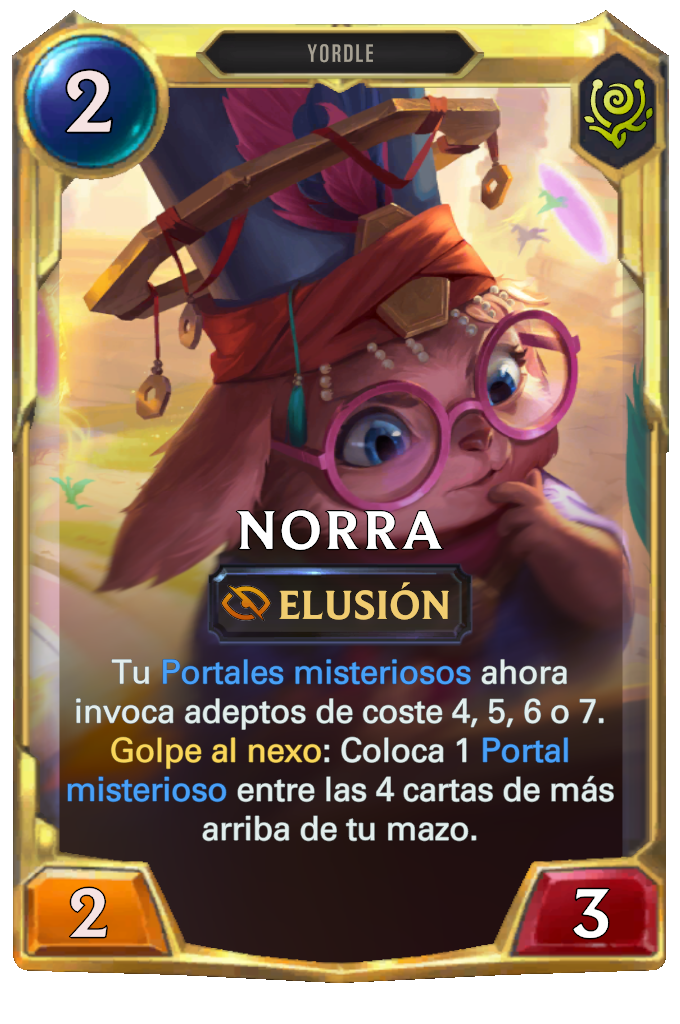 YORDLE
2
NORRA
ELUSIÓN
Tu Portales misteriosos ahora
invoca adeptos de coste 4, 5, 6 o 7.
Golpe al nexo: Coloca 1 Portal
misterioso entre las 4 cartas de más
arriba de tu mazo.
2
3